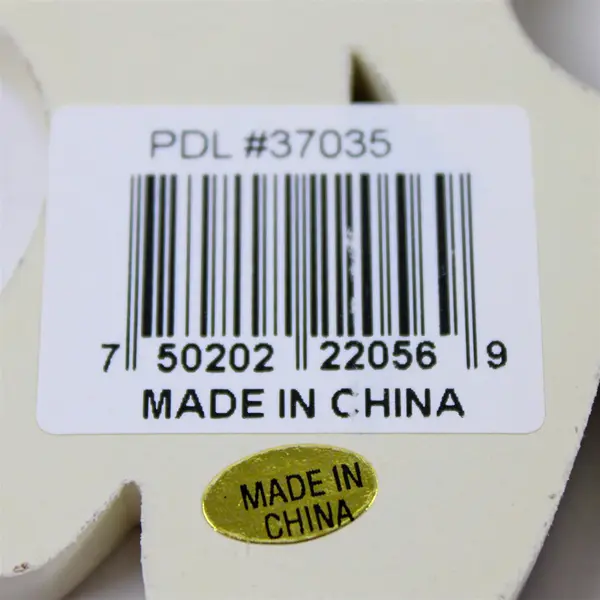 PDL #37035
7 50202 22056 9
MADE IN CHINA
MADE IN
CHINA